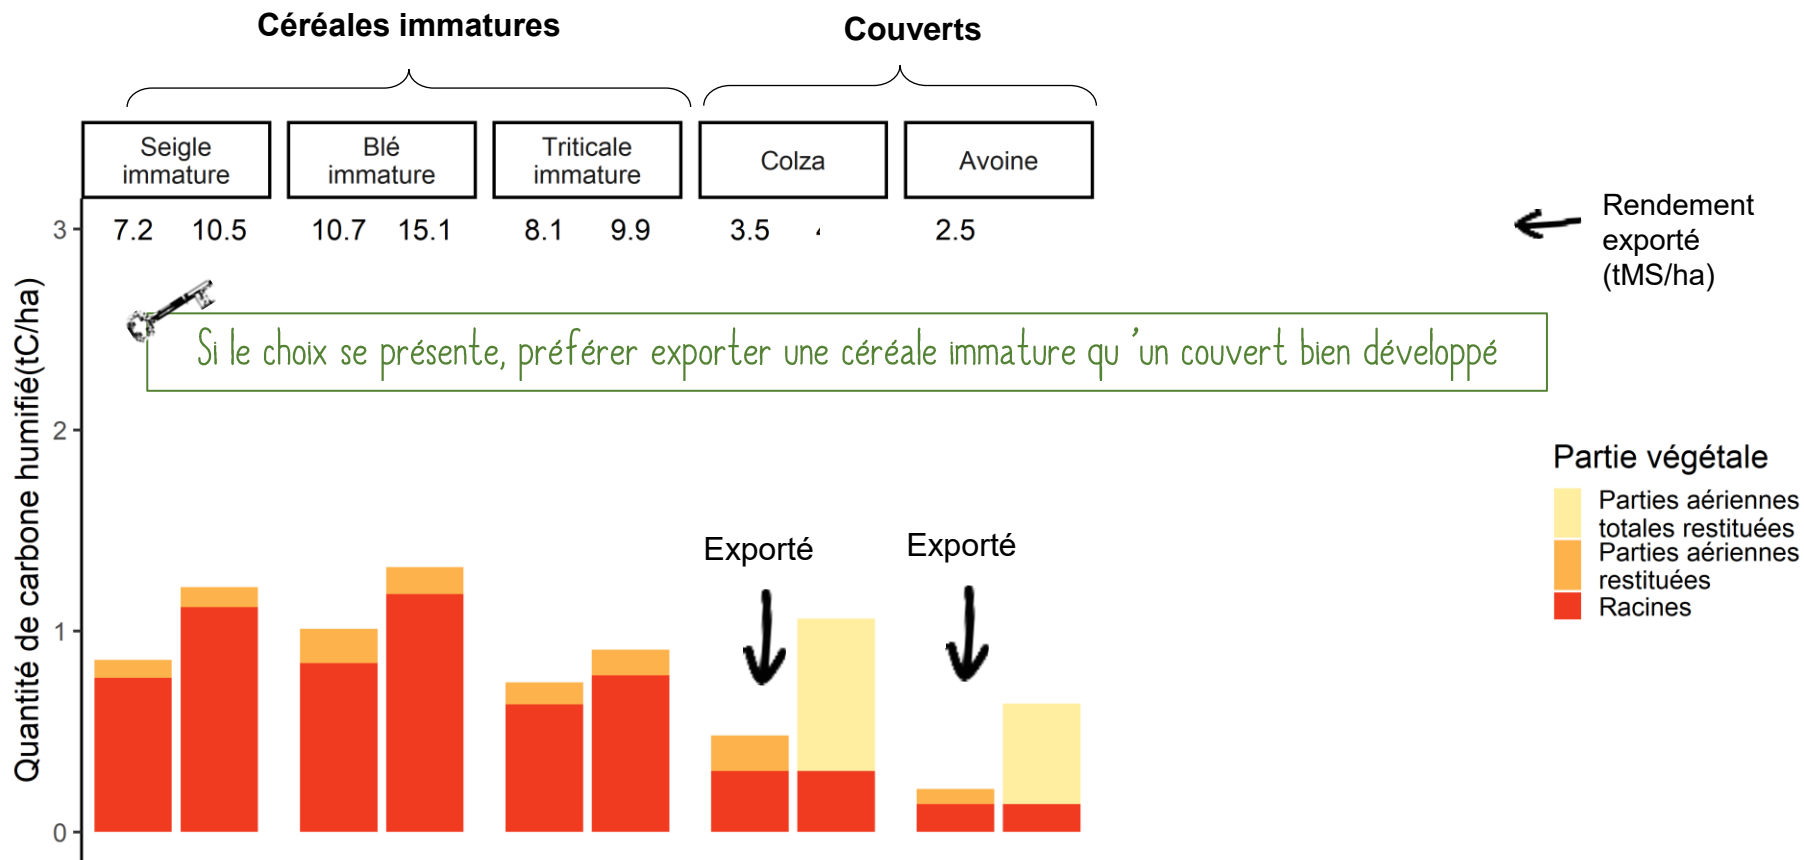 Céréales immatures
Couverts
Seigle
immature
Blé
immature
Triticale
immature
Colza
Avoine
7.2 10.5 10.7 15.1 8.1 9.9 3.5 2.5
Rendement
exporté
(tMS/ha)
Si le choix se présente, préférer exporter une céréale immature qu'un couvert bien développé
Quantité de carbone humifié(tC/ha)
3
2
1
0
Exporté
Exporté
Partie végétale
Parties aériennes
totales restituées
Parties aériennes
restituées
Racines